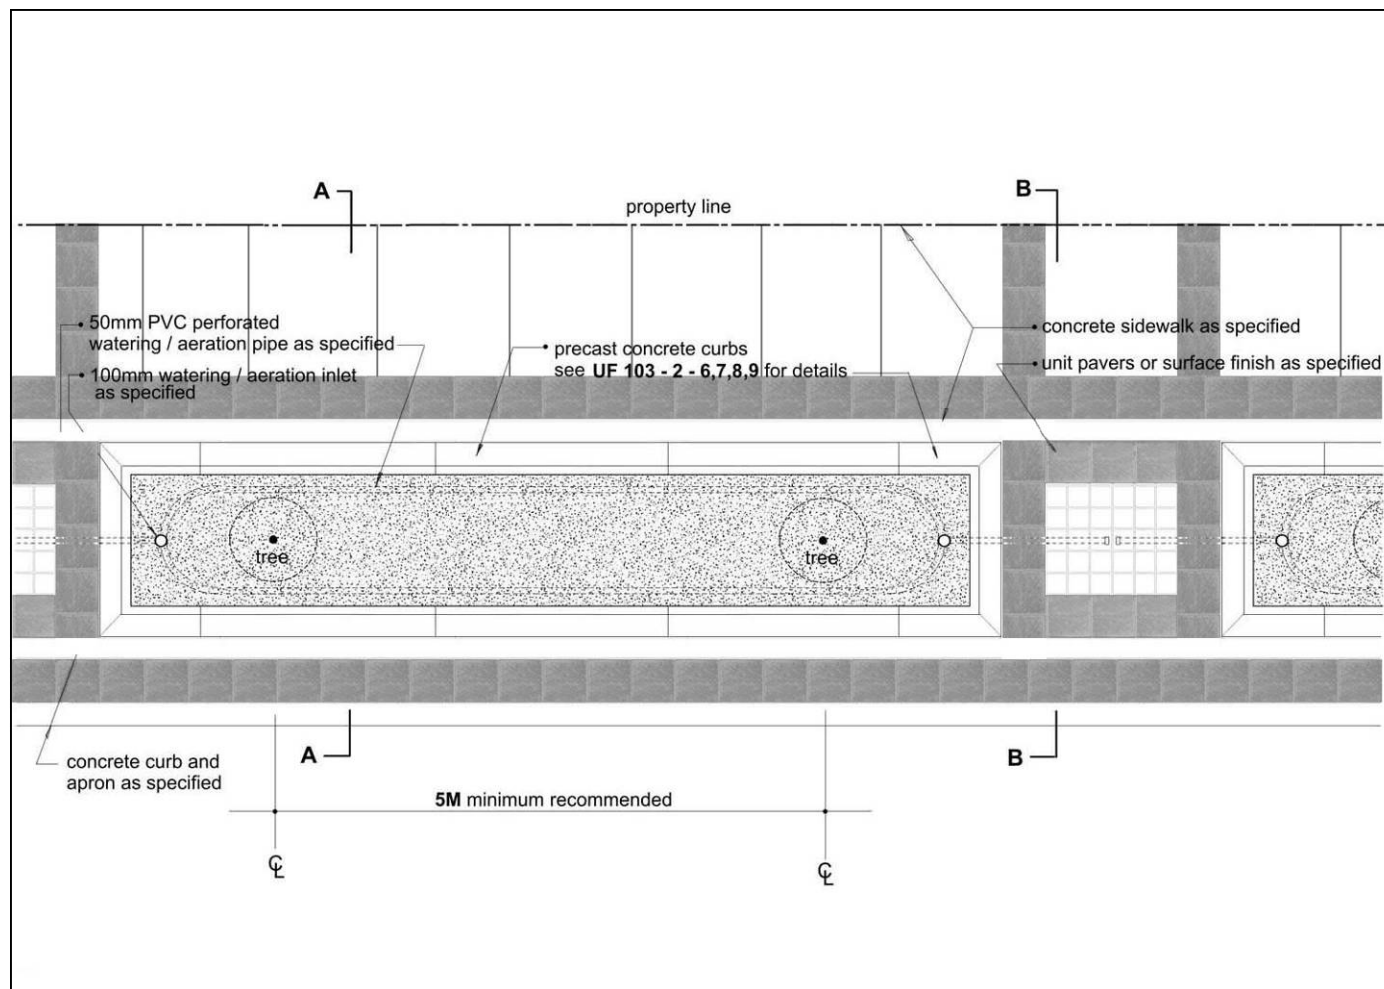 A
B
property line
50mm PVC perforated
watering / aeration pipe as specified
100mm watering / aeration inlet
as specified
precast concrete curbs
see UF 103 - 2 - 6,7,8,9 for details
concrete sidewalk as specified
unit pavers or surface finish as specified
tree
tree
A
B
concrete curb and
apron as specified
5M minimum recommended
℄
℄